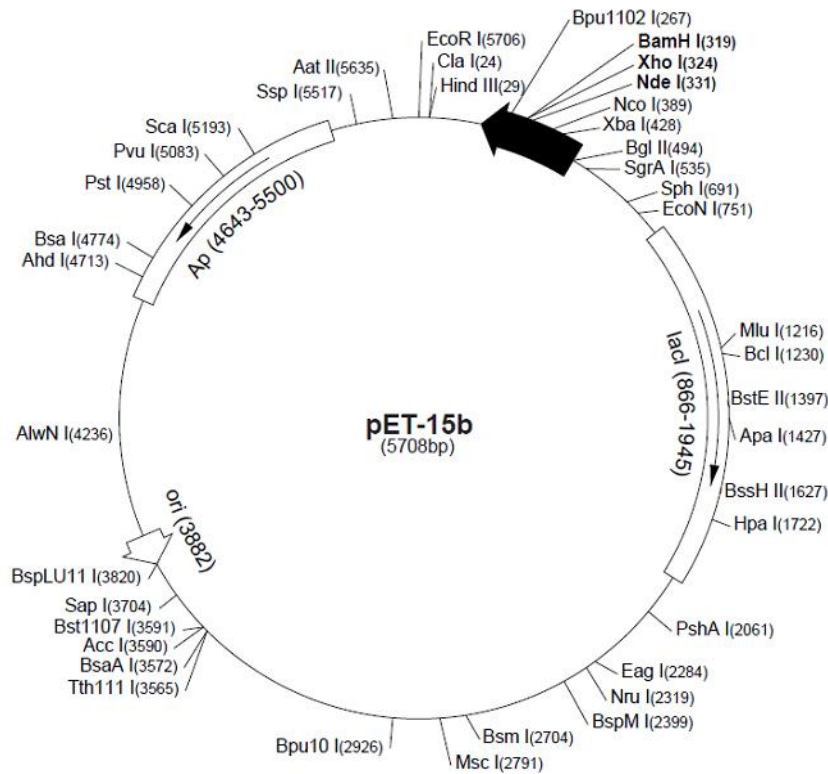 EcoR I(5706)
Cla I(24)
Hind III(29)
Bpu1102 I(267)
BamH I(319)
Xho I(324)
Nde I(331)
Nco I(389)
Xba I(428)
Bgl II(494)
SgrA I(535)
Sph I(691)
EcoN I(751)
Aat II(5635)
Ssp I(5517)
Sca I(5193)
Pvu I(5083)
Pst I(4958)
Bsa I(4774)
Ahd I(4713)
Ap (4643-5500)
lacI (866-1945)
Mlu I(1216)
Bcl I(1230)
BstE II(1397)
Apa I(1427)
BssH II(1627)
Hpa I(1722)
pET-15b
(5708bp)
AlwN I(4236)
ori (3882)
BspLU11 I(3820)
Sap I(3704)
Bst1107 I(3591)
Acc I(3590)
BsaA I(3572)
Tth111 I(3565)
PshA I(2061)
Eag I(2284)
Nru I(2319)
BspM I(2399)
Bsm I(2704)
Msc I(2791)
Bpu10 I(2926)